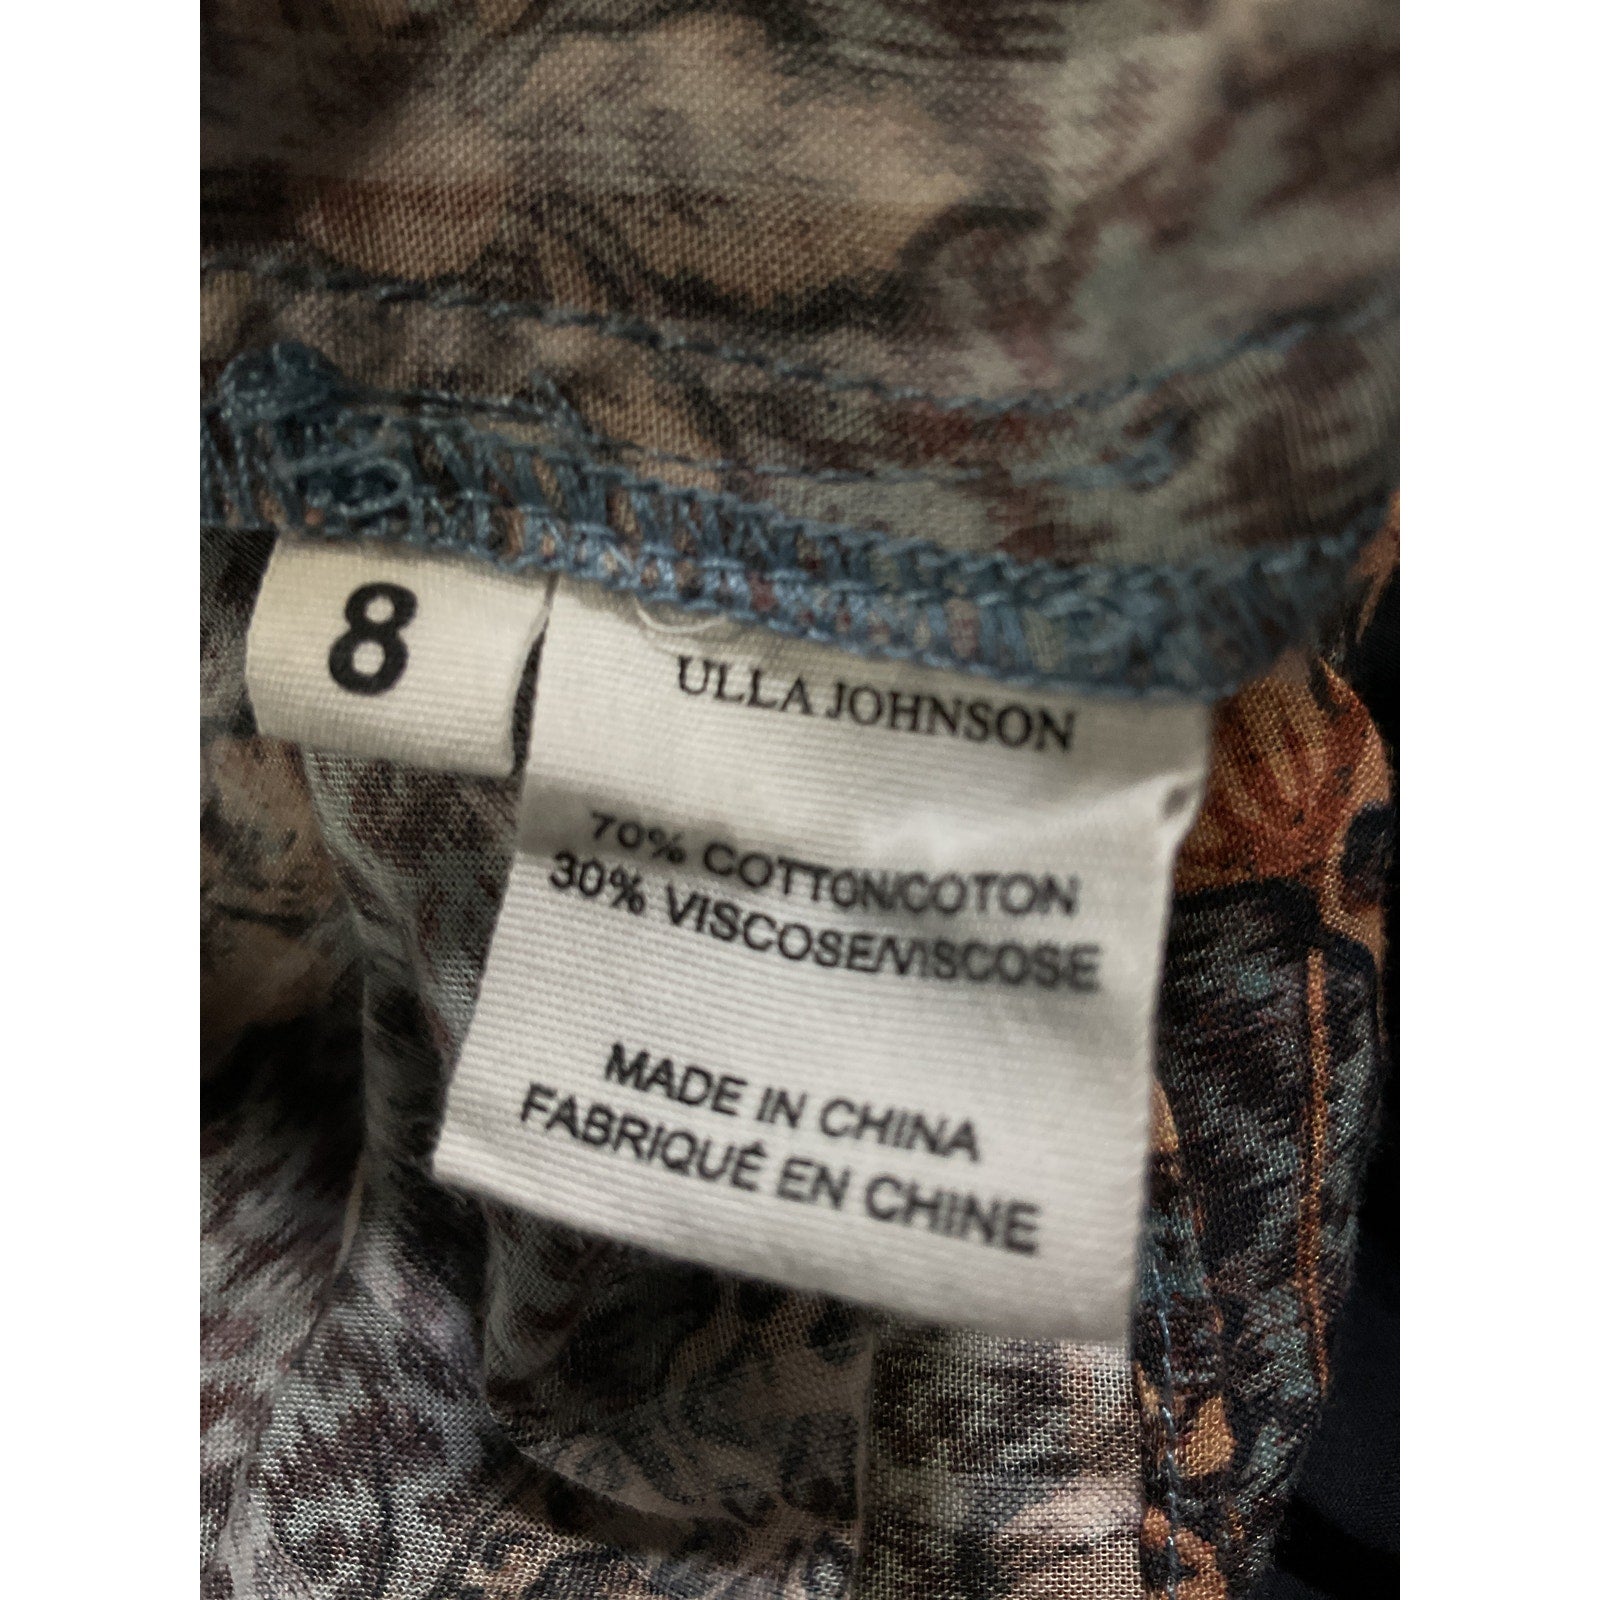 8
ULLA JOHNSON
70% COTTON/COTON
30% VISCOSE/VISCOSE
MADE IN CHINA
FABRIQUÉ EN CHINE